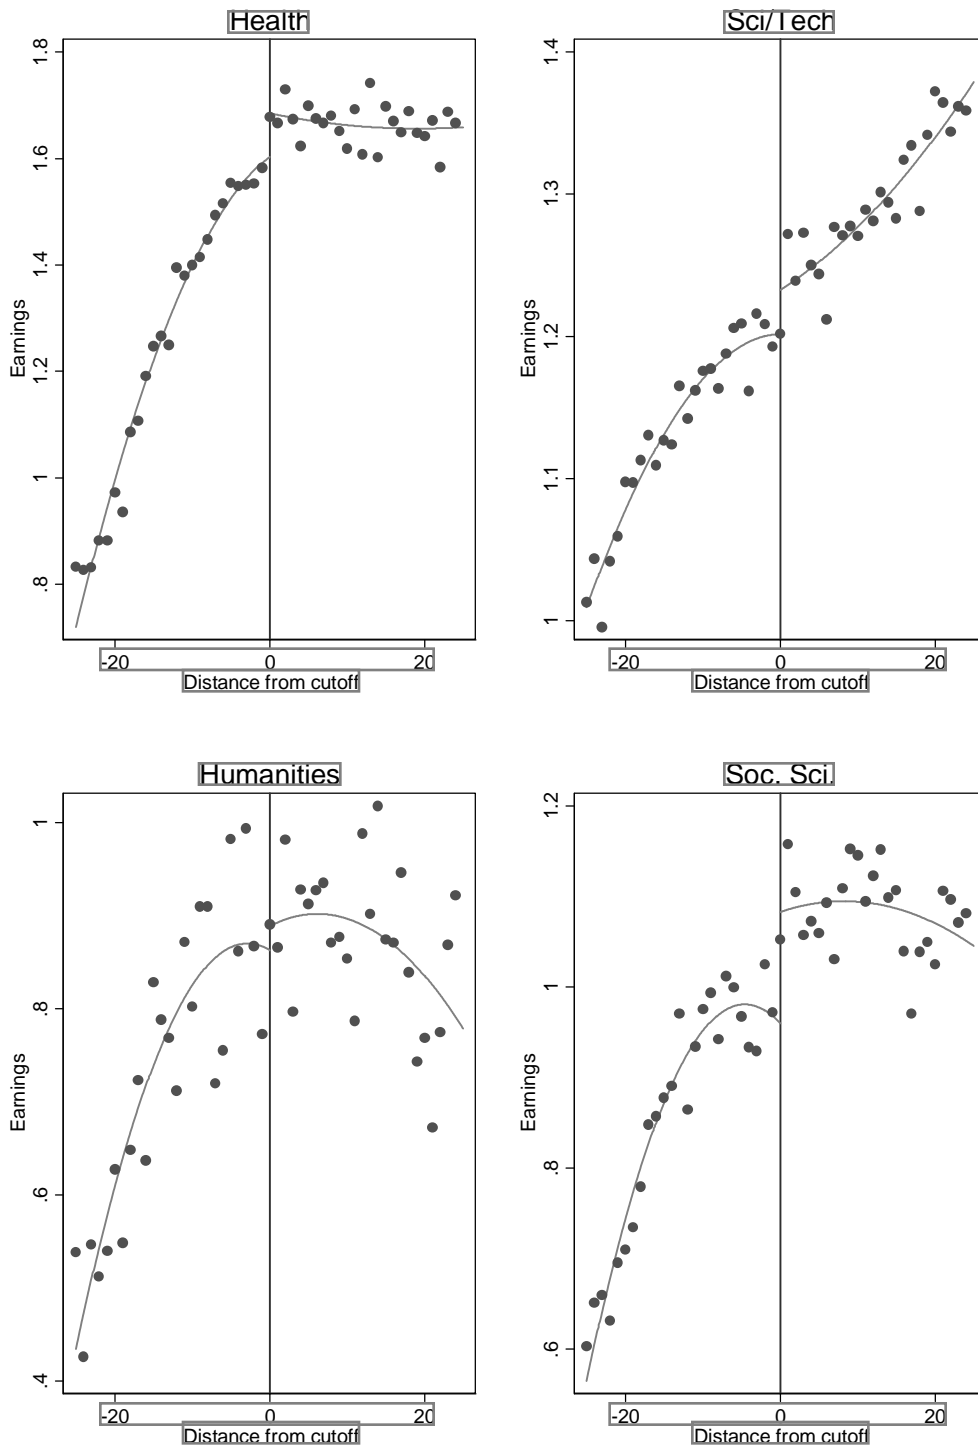 Health
1.8
1.6
1.4
1.2
1
.8
Earnings
-20 0 20
Distance from cutoff
Sci/Tech
1.4
1.3
1.2
1.1
1
Earnings
-20 0 20
Distance from cutoff
Humanities
1
.8
.6
.4
Earnings
-20 0 20
Distance from cutoff
Soc. Sci.
1.2
1
.8
.6
Earnings
-20 0 20
Distance from cutoff